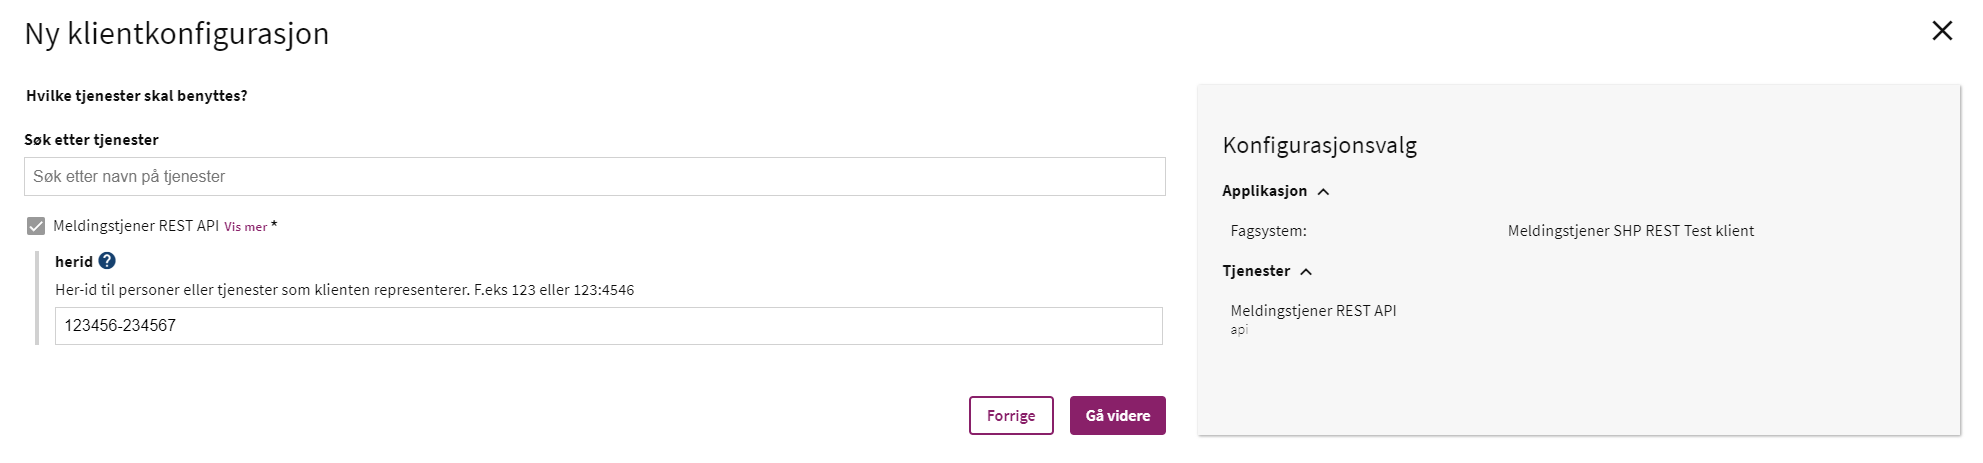 Ny klientkonfigurasjon
Hvilke tjenester skal benyttes?
Søk etter tjenester
Søk etter navn på tjenester
Meldingstjener REST API Vis mer *
herid ?
Her-id til personer eller tjenester som klienten representerer. F.eks 123 eller 123:4546
123456-234567
Forrige
Gå videre
Konfigurasjonsvalg
Applikasjon
Fagsystem: Meldingstjener SHP REST Test klient
Tjenester
Meldingstjener REST API
api